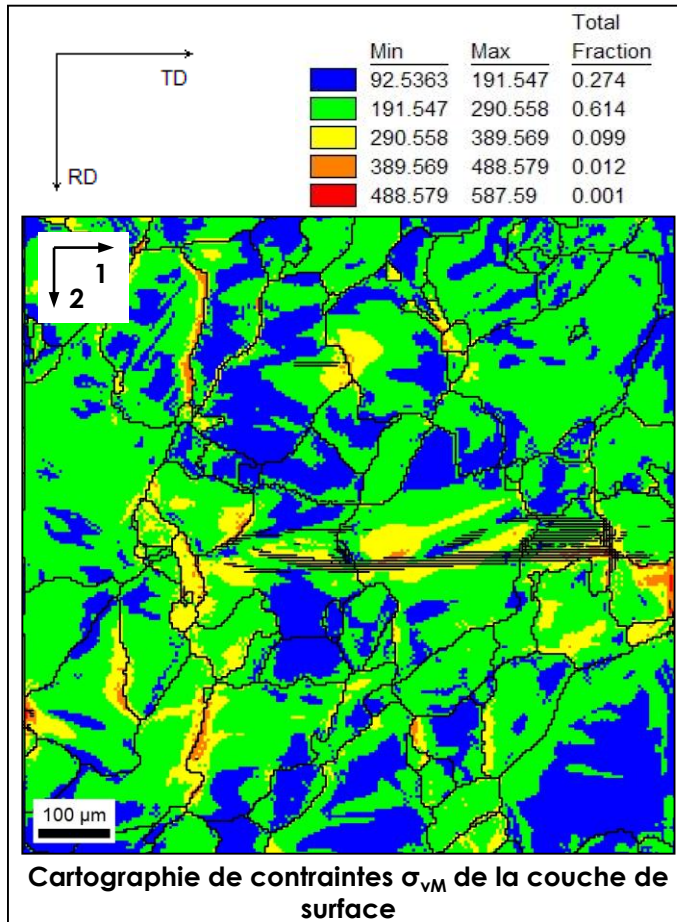 Total
Min Max Fraction
92.5363 191.547 0.274
191.547 290.558 0.614
290.558 389.569 0.099
389.569 488.579 0.012
488.579 587.59 0.001
TD
RD
1
2
100 µm
Cartographie de contraintes σvM de la couche de
surface